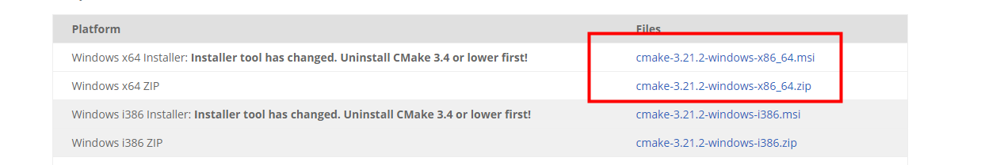 Platform Files
Windows x64 Installer: Installer tool has changed. Uninstall CMake 3.4 or lower first! cmake-3.21.2-windows-x86_64.msi
Windows x64 ZIP cmake-3.21.2-windows-x86_64.zip
Windows i386 Installer: Installer tool has changed. Uninstall CMake 3.4 or lower first! cmake-3.21.2-windows-i386.msi
Windows i386 ZIP cmake-3.21.2-windows-i386.zip